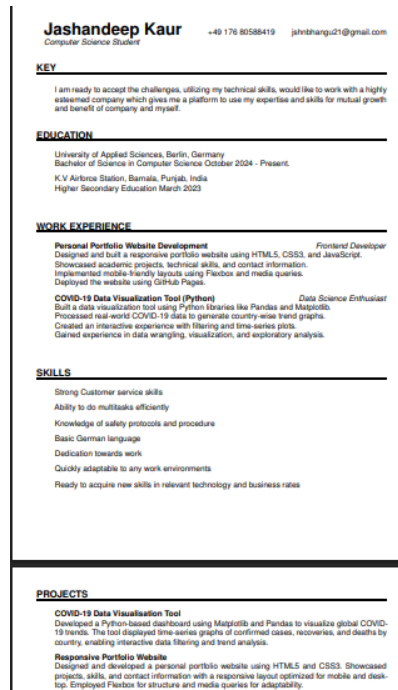 Jashandeep Kaur +49 176 80588419 jshnbhangu21@gmail.com
Computer Science Student
KEY
I am ready to accept the challenges, utilizing my technical skills, would like to work with a highly
esteemed company which gives me a platform to use my expertise and skills for mutual growth
and benefit of company and myself.
EDUCATION
University of Applied Sciences, Berlin, Germany
Bachelor of Science in Computer Science October 2024 - Present.
K.V Airforce Station, Barnala, Punjab, India
Higher Secondary Education March 2023
WORK EXPERIENCE
Personal Portfolio Website Development Frontend Developer
Designed and built a responsive portfolio website using HTML5, CSS3, and JavaScript.
Showcased academic projects, technical skills, and contact information.
Implemented mobile-friendly layouts using Flexbox and media queries.
Deployed the website using GitHub Pages.
COVID-19 Data Visualization Tool (Python) Data Science Enthusiast
Built a data visualization tool using Python libraries like Pandas and Matplotlib.
Processed real-world COVID-19 data to generate country-wise trend graphs.
Created an interactive experience with filtering and time-series plots.
Gained experience in data wrangling, visualization, and exploratory analysis.
SKILLS
Strong Customer service skills
Ability to do multitasks efficiently
Knowledge of safety protocols and procedure
Basic German language
Dedication towards work
Quickly adaptable to any work environments
Ready to acquire new skills in relevant technology and business rates
PROJECTS
COVID-19 Data Visualisation Tool
Developed a Python-based dashboard using Matplotlib and Pandas to visualize global COVID-
19 trends. The tool displayed time-series graphs of confirmed cases, recoveries, and deaths by
country, enabling interactive data filtering and trend analysis.
Responsive Portfolio Website
Designed and developed a personal portfolio website using HTML5 and CSS3. Showcased
projects, skills, and contact information with a responsive layout optimized for mobile and desk-
top. Employed Flexbox for structure and media queries for adaptability.